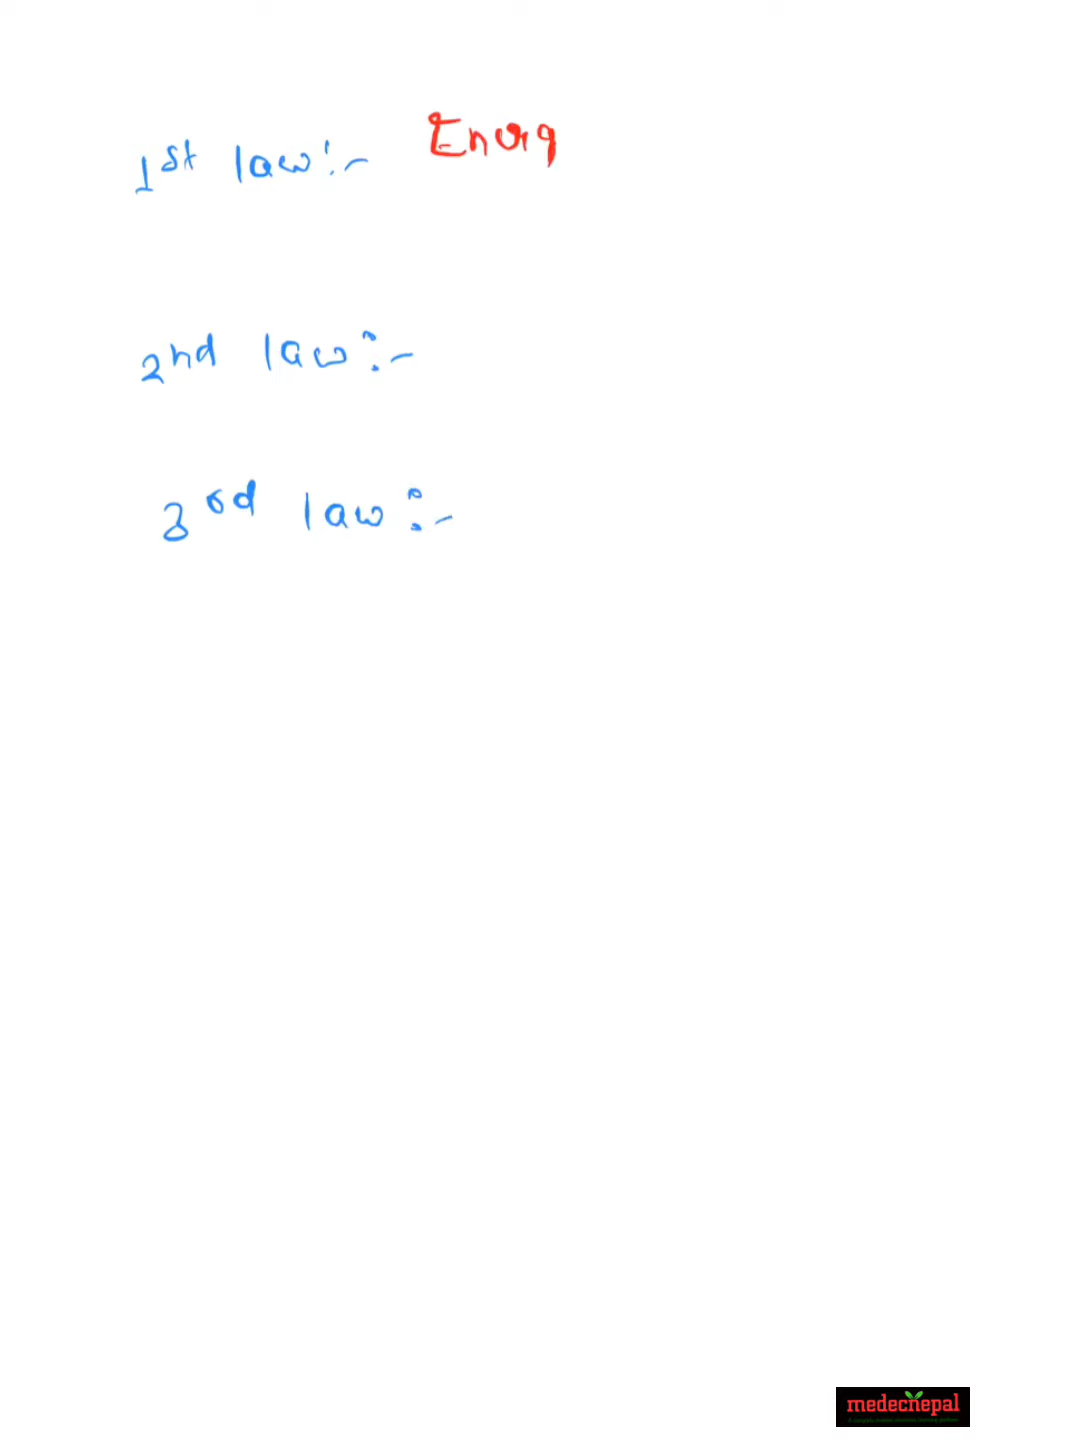 1st law :-
Energ
2nd law :-
3rd law :-
medecnepal